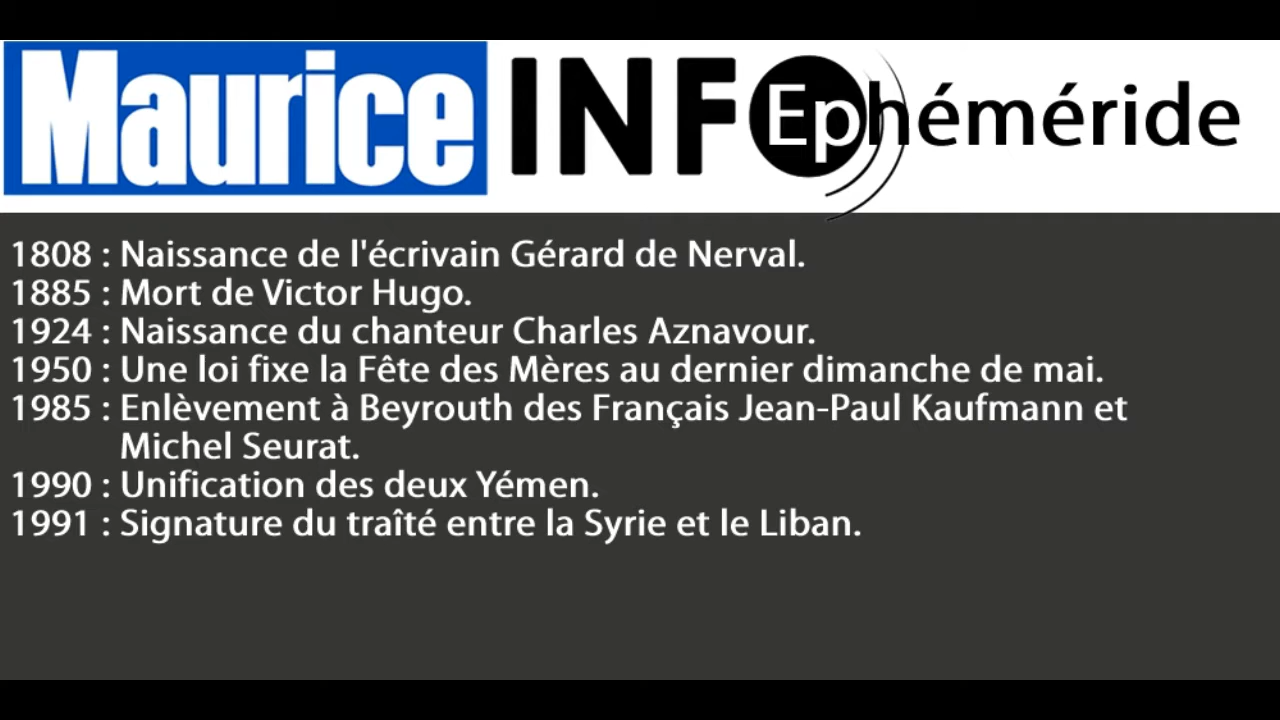 Maurice INFO Ephéméride
1808 : Naissance de l'écrivain Gérard de Nerval.
1885 : Mort de Victor Hugo.
1924 : Naissance du chanteur Charles Aznavour.
1950 : Une loi fixe la Fête des Mères au dernier dimanche de mai.
1985 : Enlèvement à Beyrouth des Français Jean-Paul Kaufmann et
Michel Seurat.
1990 : Unification des deux Yémen.
1991 : Signature du traîté entre la Syrie et le Liban.